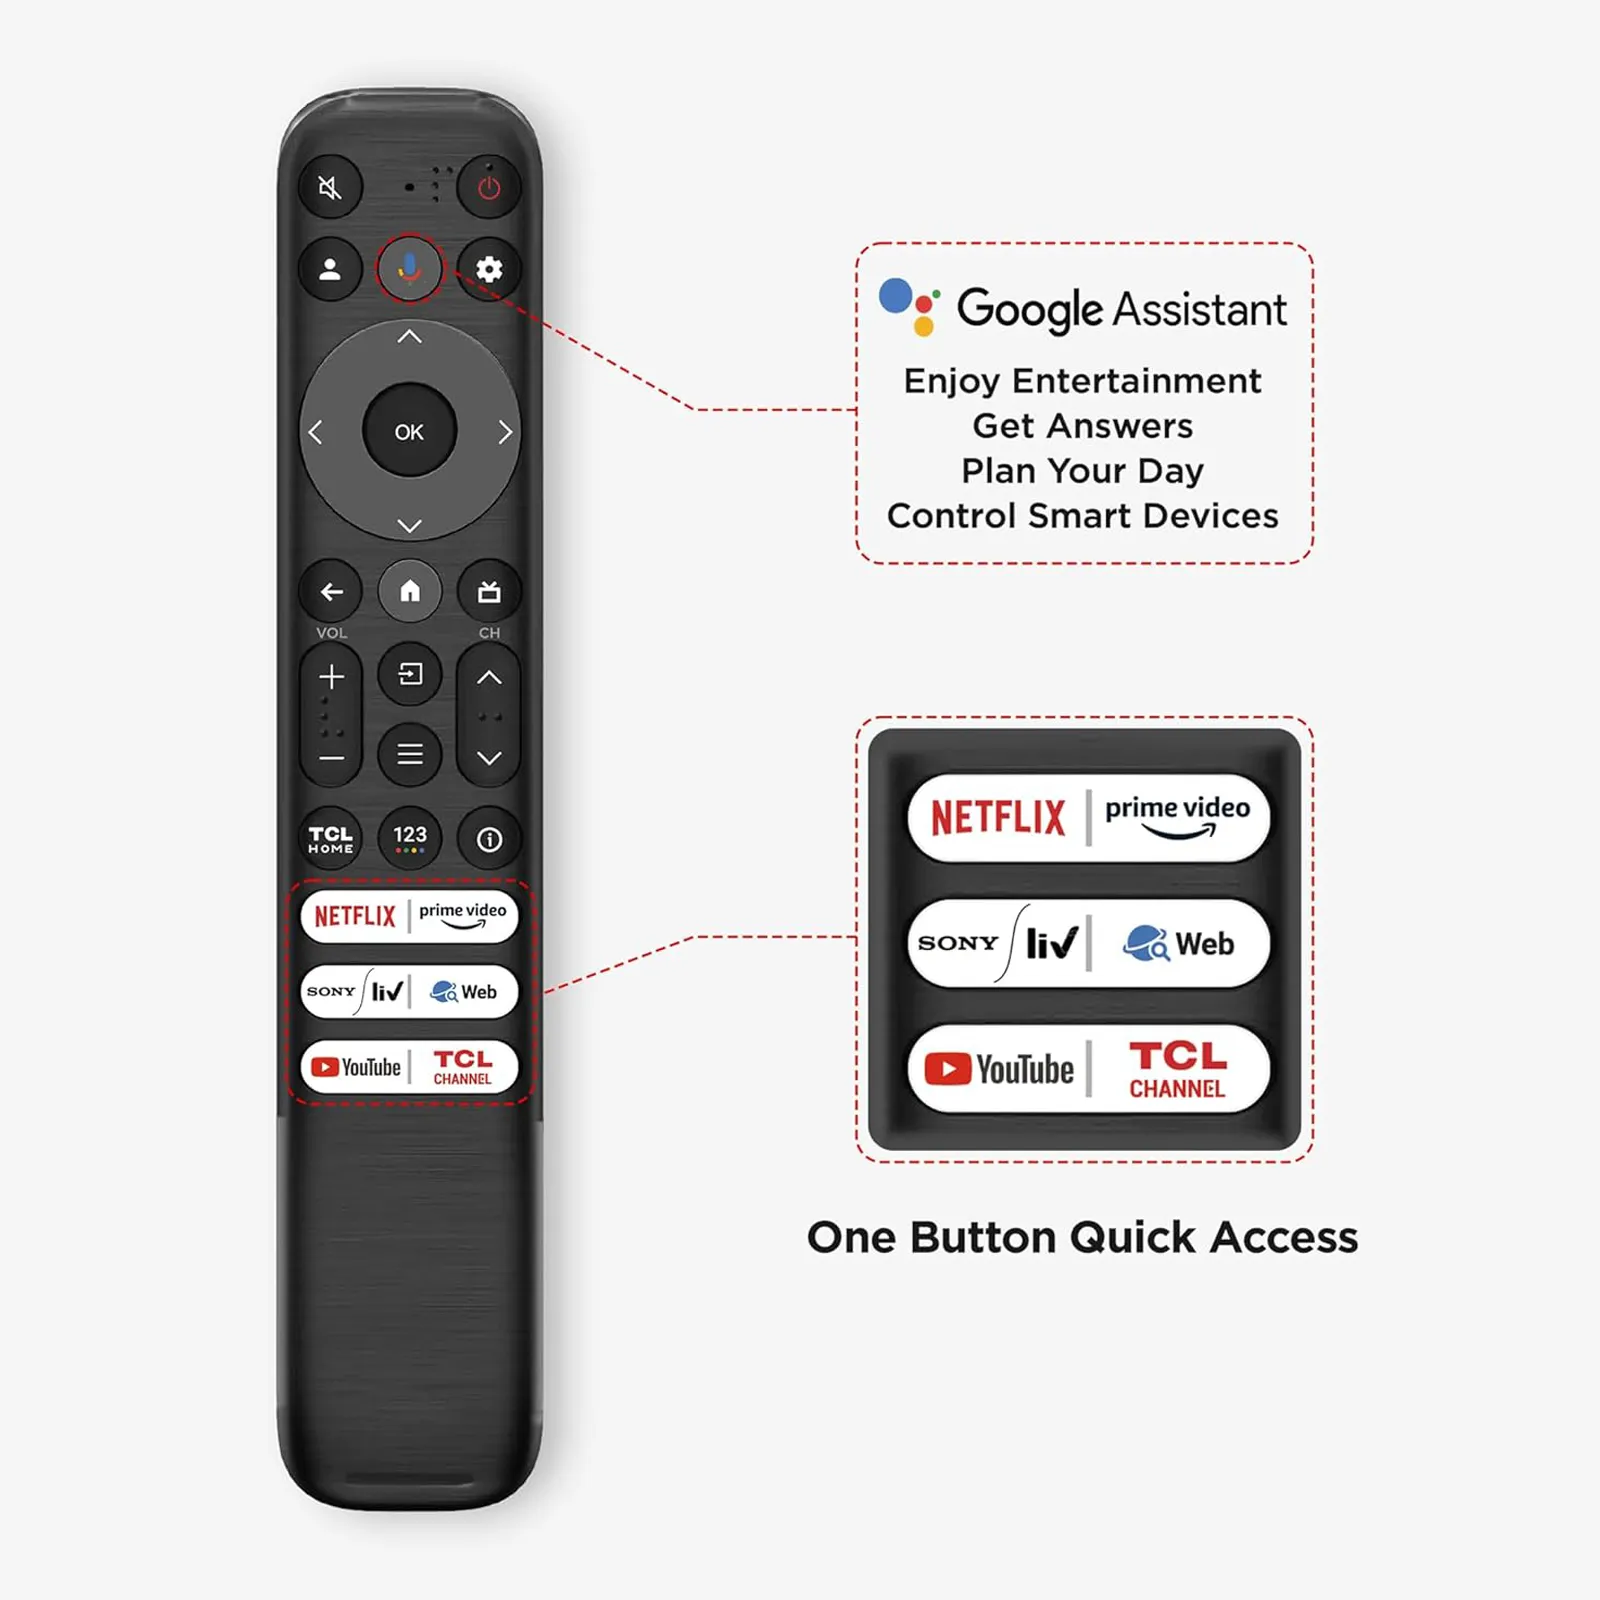 OK
VOL
CH
TCL
HOME
123
NETFLIX prime video
SONY liv Web
YouTube TCL
CHANNEL
Google Assistant
Enjoy Entertainment
Get Answers
Plan Your Day
Control Smart Devices
NETFLIX prime video
SONY liv Web
YouTube TCL
CHANNEL
One Button Quick Access